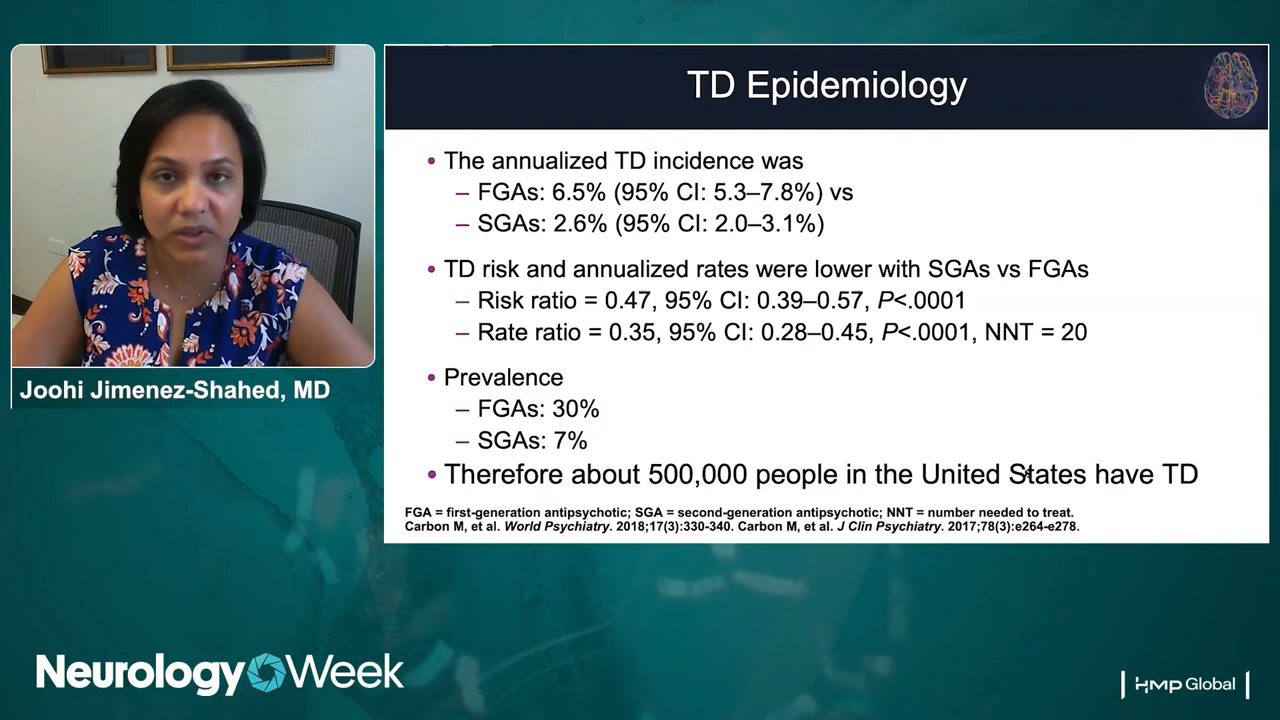 TD Epidemiology
• The annualized TD incidence was
– FGAs: 6.5% (95% CI: 5.3–7.8%) vs
– SGAs: 2.6% (95% CI: 2.0–3.1%)
• TD risk and annualized rates were lower with SGAs vs FGAs
– Risk ratio = 0.47, 95% CI: 0.39–0.57, P<.0001
– Rate ratio = 0.35, 95% CI: 0.28–0.45, P<.0001, NNT = 20
• Prevalence
– FGAs: 30%
– SGAs: 7%
• Therefore about 500,000 people in the United States have TD
FGA = first-generation antipsychotic; SGA = second-generation antipsychotic; NNT = number needed to treat.
Carbon M, et al. World Psychiatry. 2018;17(3):330-340. Carbon M, et al. J Clin Psychiatry. 2017;78(3):e264-e278.
Joohi Jimenez-Shahed, MD
Neurology Week
HMP Global